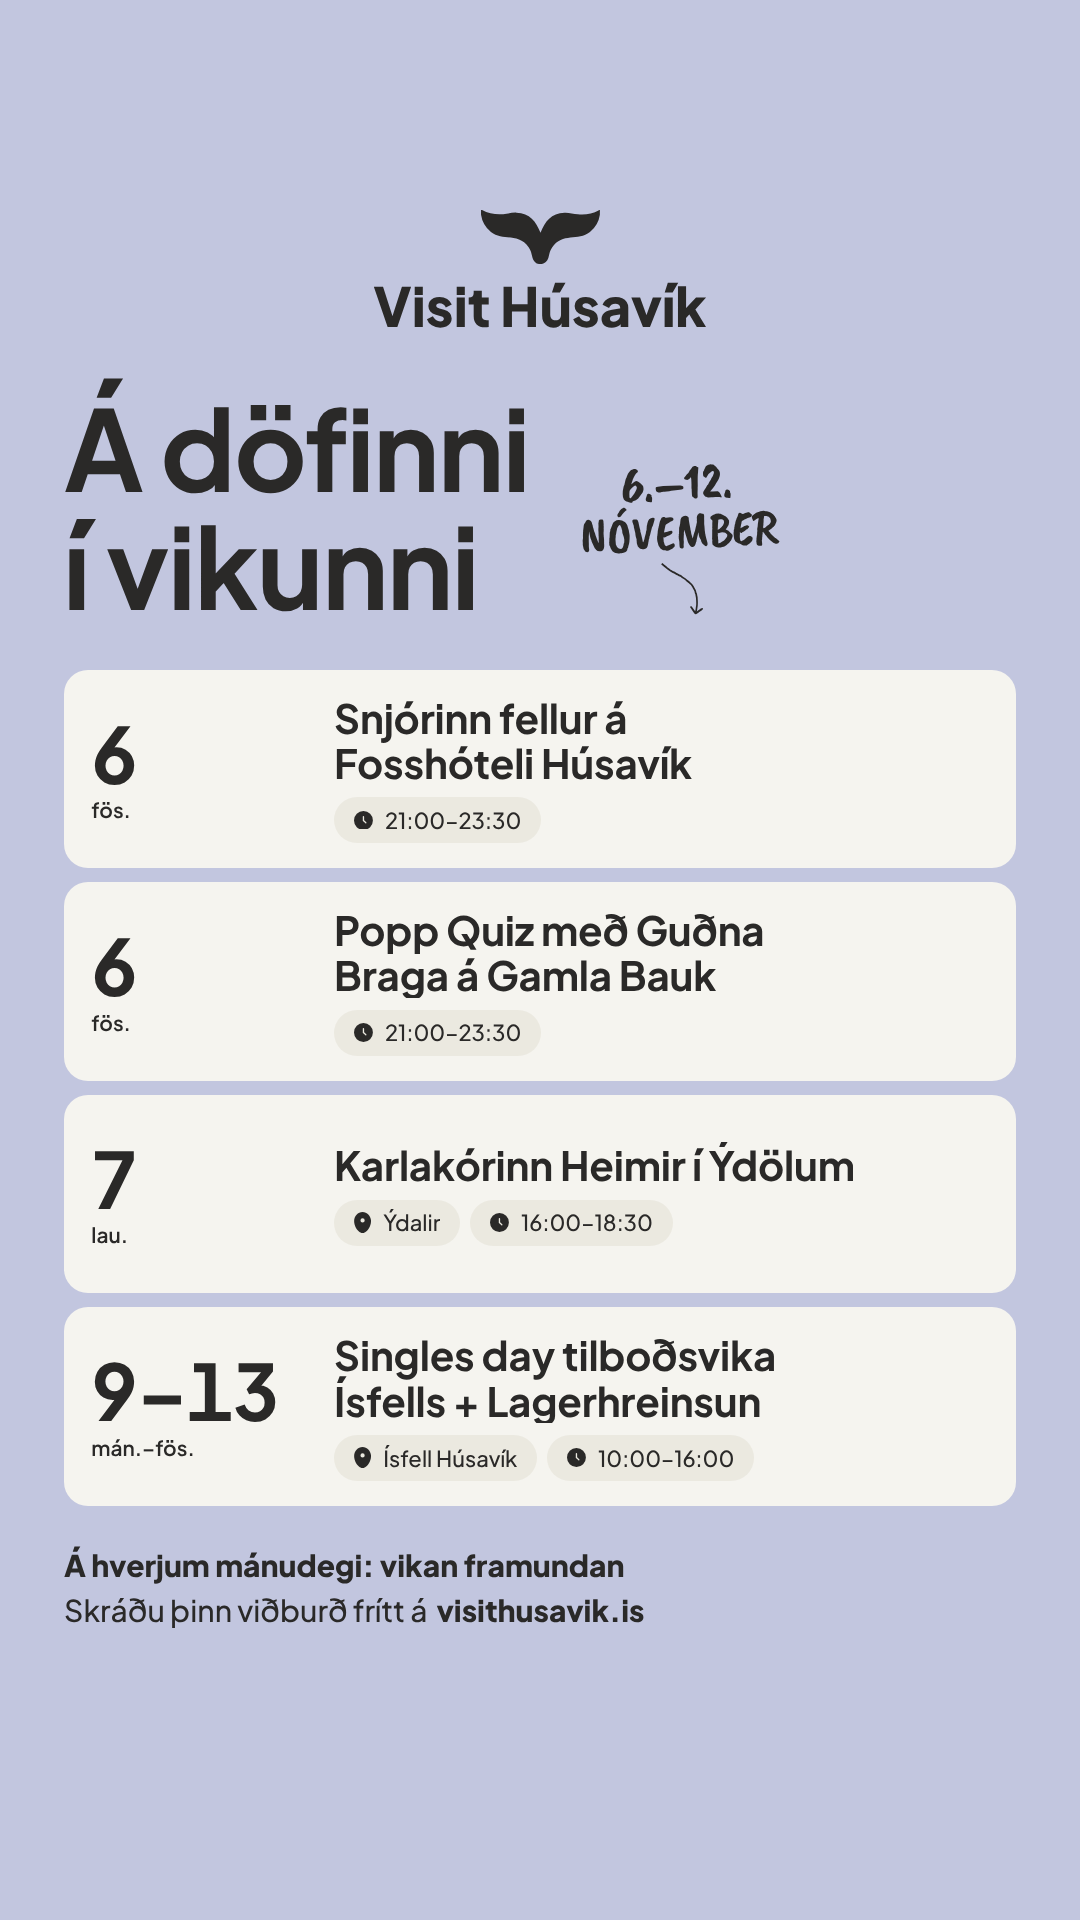 Visit Húsavík
Á döfinni
í vikunni
6.–12.
NÓVEMBER
6
fös.
Snjórinn fellur á
Fosshóteli Húsavík
21:00–23:30
6
fös.
Popp Quiz með Guðna
Braga á Gamla Bauk
21:00–23:30
7
lau.
Karlakórinn Heimir í Ýdölum
Ýdalir 16:00–18:30
9–13
mán.–fös.
Singles day tilboðsvika
Ísfells + Lagerhreinsun
Ísfell Húsavík 10:00–16:00
Á hverjum mánudegi: vikan framundan
Skráðu þinn viðburð frítt á visithusavik.is